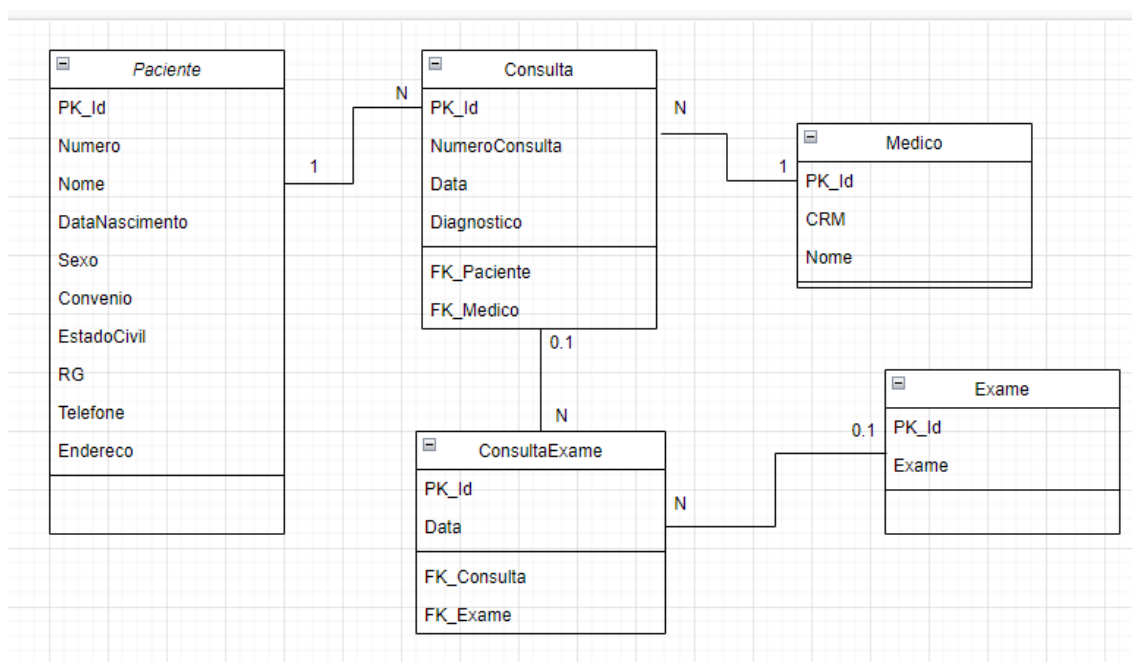 Paciente
PK_Id
Numero
Nome
DataNascimento
Sexo
Convenio
EstadoCivil
RG
Telefone
Endereco
1
N
Consulta
PK_Id
NumeroConsulta
Data
Diagnostico
FK_Paciente
FK_Medico
N
1
Medico
PK_Id
CRM
Nome
0.1
N
ConsultaExame
PK_Id
Data
FK_Consulta
FK_Exame
N
0.1
Exame
PK_Id
Exame